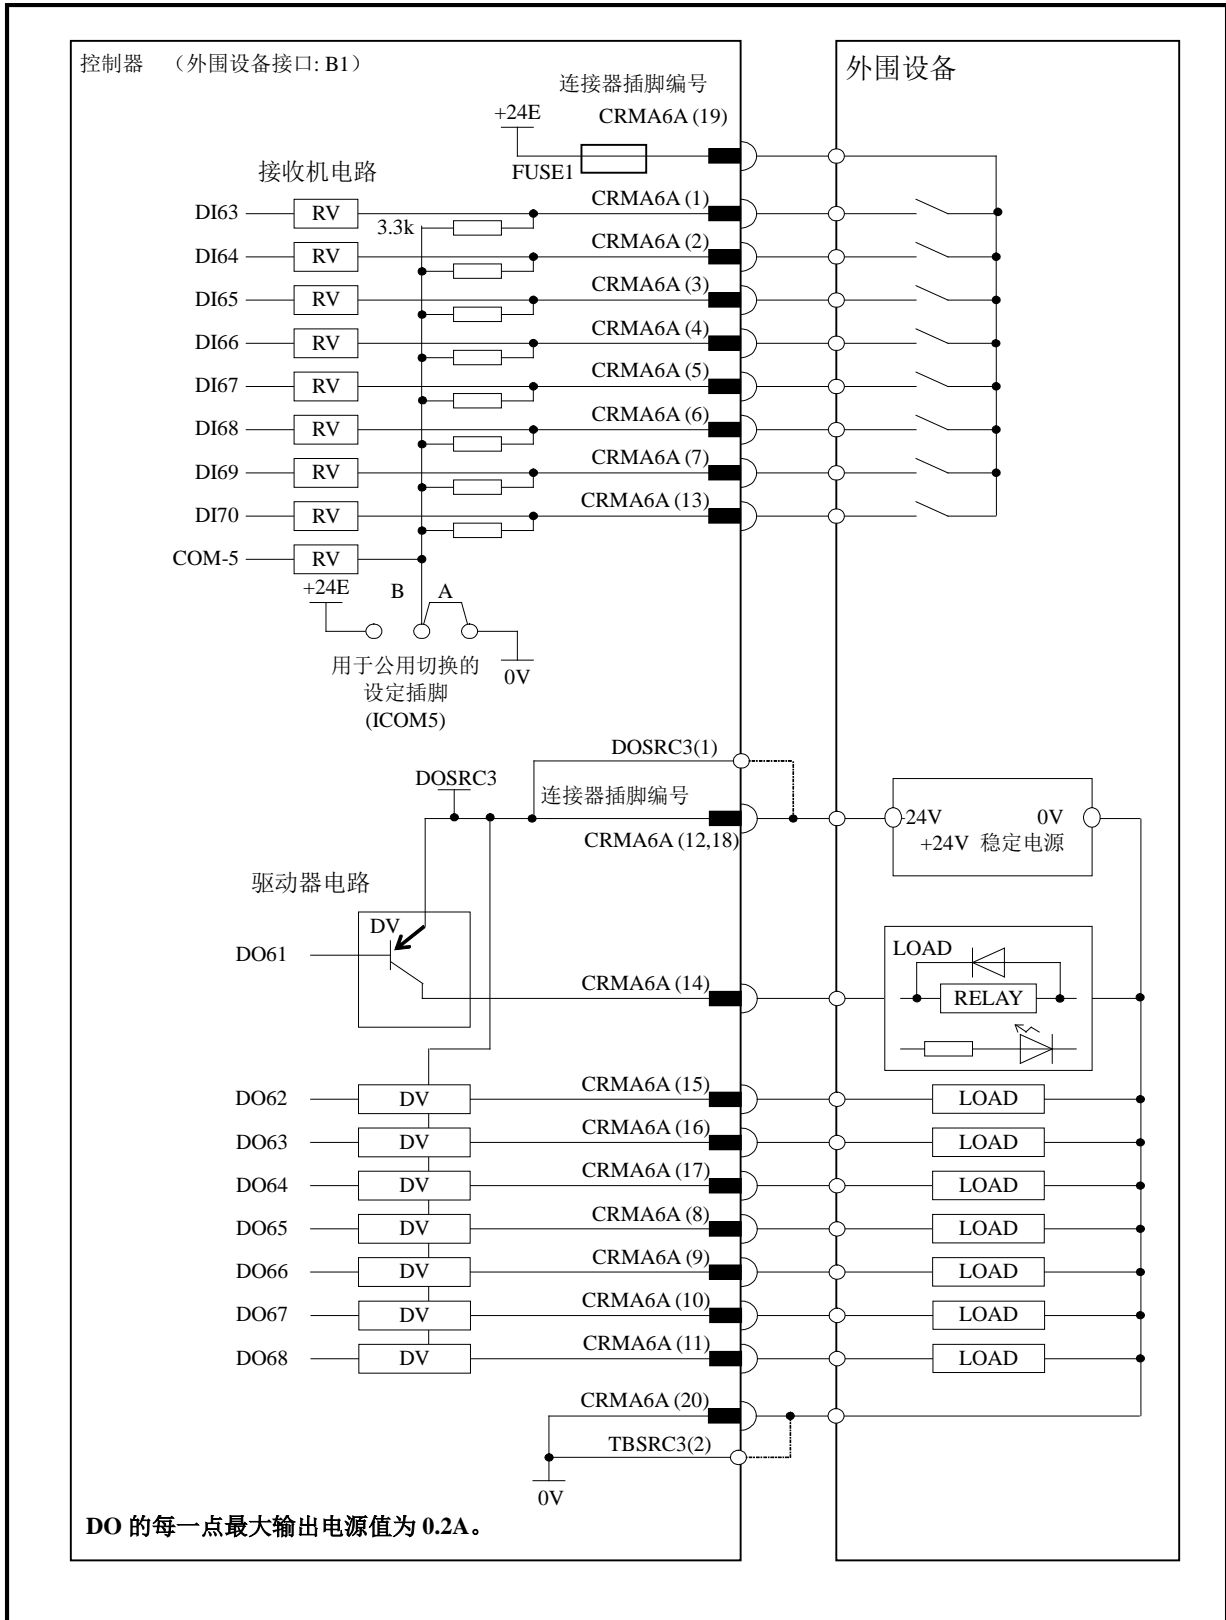 控制器 （外围设备接口: B1）
外围设备
连接器插脚编号
+24E
CRMA6A (19)
FUSE1
接收机电路
DI63 RV CRMA6A (1)
3.3k
DI64 RV CRMA6A (2)
DI65 RV CRMA6A (3)
DI66 RV CRMA6A (4)
DI67 RV CRMA6A (5)
DI68 RV CRMA6A (6)
DI69 RV CRMA6A (7)
DI70 RV CRMA6A (13)
COM-5 RV
+24E B A
用于公用切换的
设定插脚
(ICOM5)
0V
DOSRC3(1)
DOSRC3
连接器插脚编号
CRMA6A (12,18)
24V 0V
+24V 稳定电源
驱动器电路
DV
DO61
CRMA6A (14)
LOAD
RELAY
DO62 DV CRMA6A (15) LOAD
DO63 DV CRMA6A (16) LOAD
DO64 DV CRMA6A (17) LOAD
DO65 DV CRMA6A (8) LOAD
DO66 DV CRMA6A (9) LOAD
DO67 DV CRMA6A (10) LOAD
DO68 DV CRMA6A (11) LOAD
CRMA6A (20)
TBSRC3(2)
0V
DO 的每一点最大输出电源值为 0.2A。